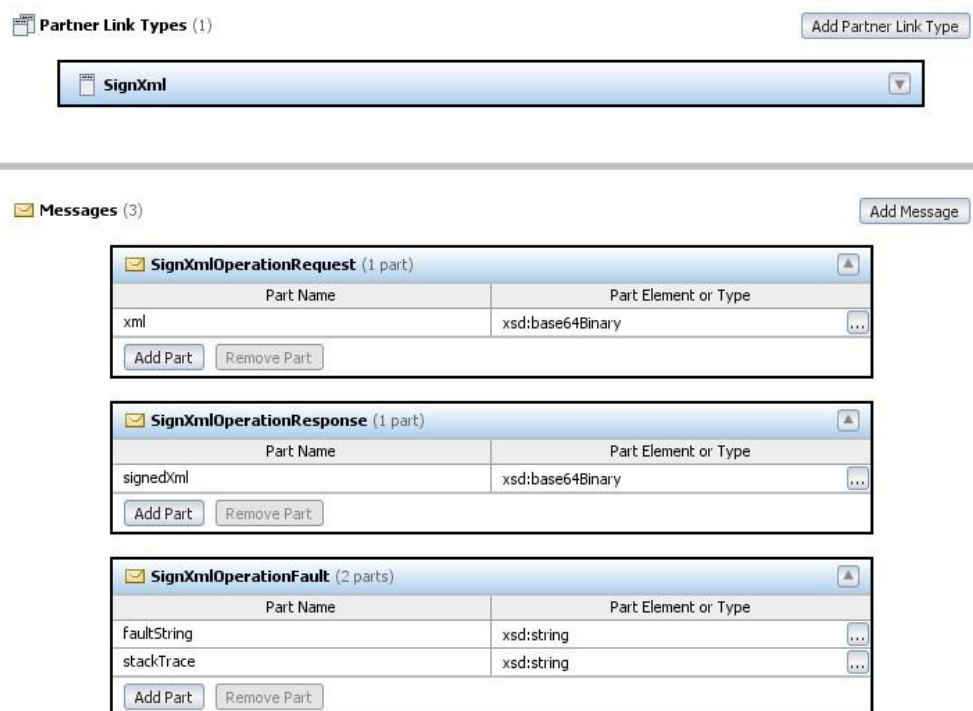 Partner Link Types (1) Add Partner Link Type
SignXml
Messages (3) Add Message
SignXmlOperationRequest (1 part)
Part Name Part Element or Type
xml xsd:base64Binary ...
Add Part Remove Part
SignXmlOperationResponse (1 part)
Part Name Part Element or Type
signedXml xsd:base64Binary ...
Add Part Remove Part
SignXmlOperationFault (2 parts)
Part Name Part Element or Type
faultString xsd:string ...
stackTrace xsd:string ...
Add Part Remove Part